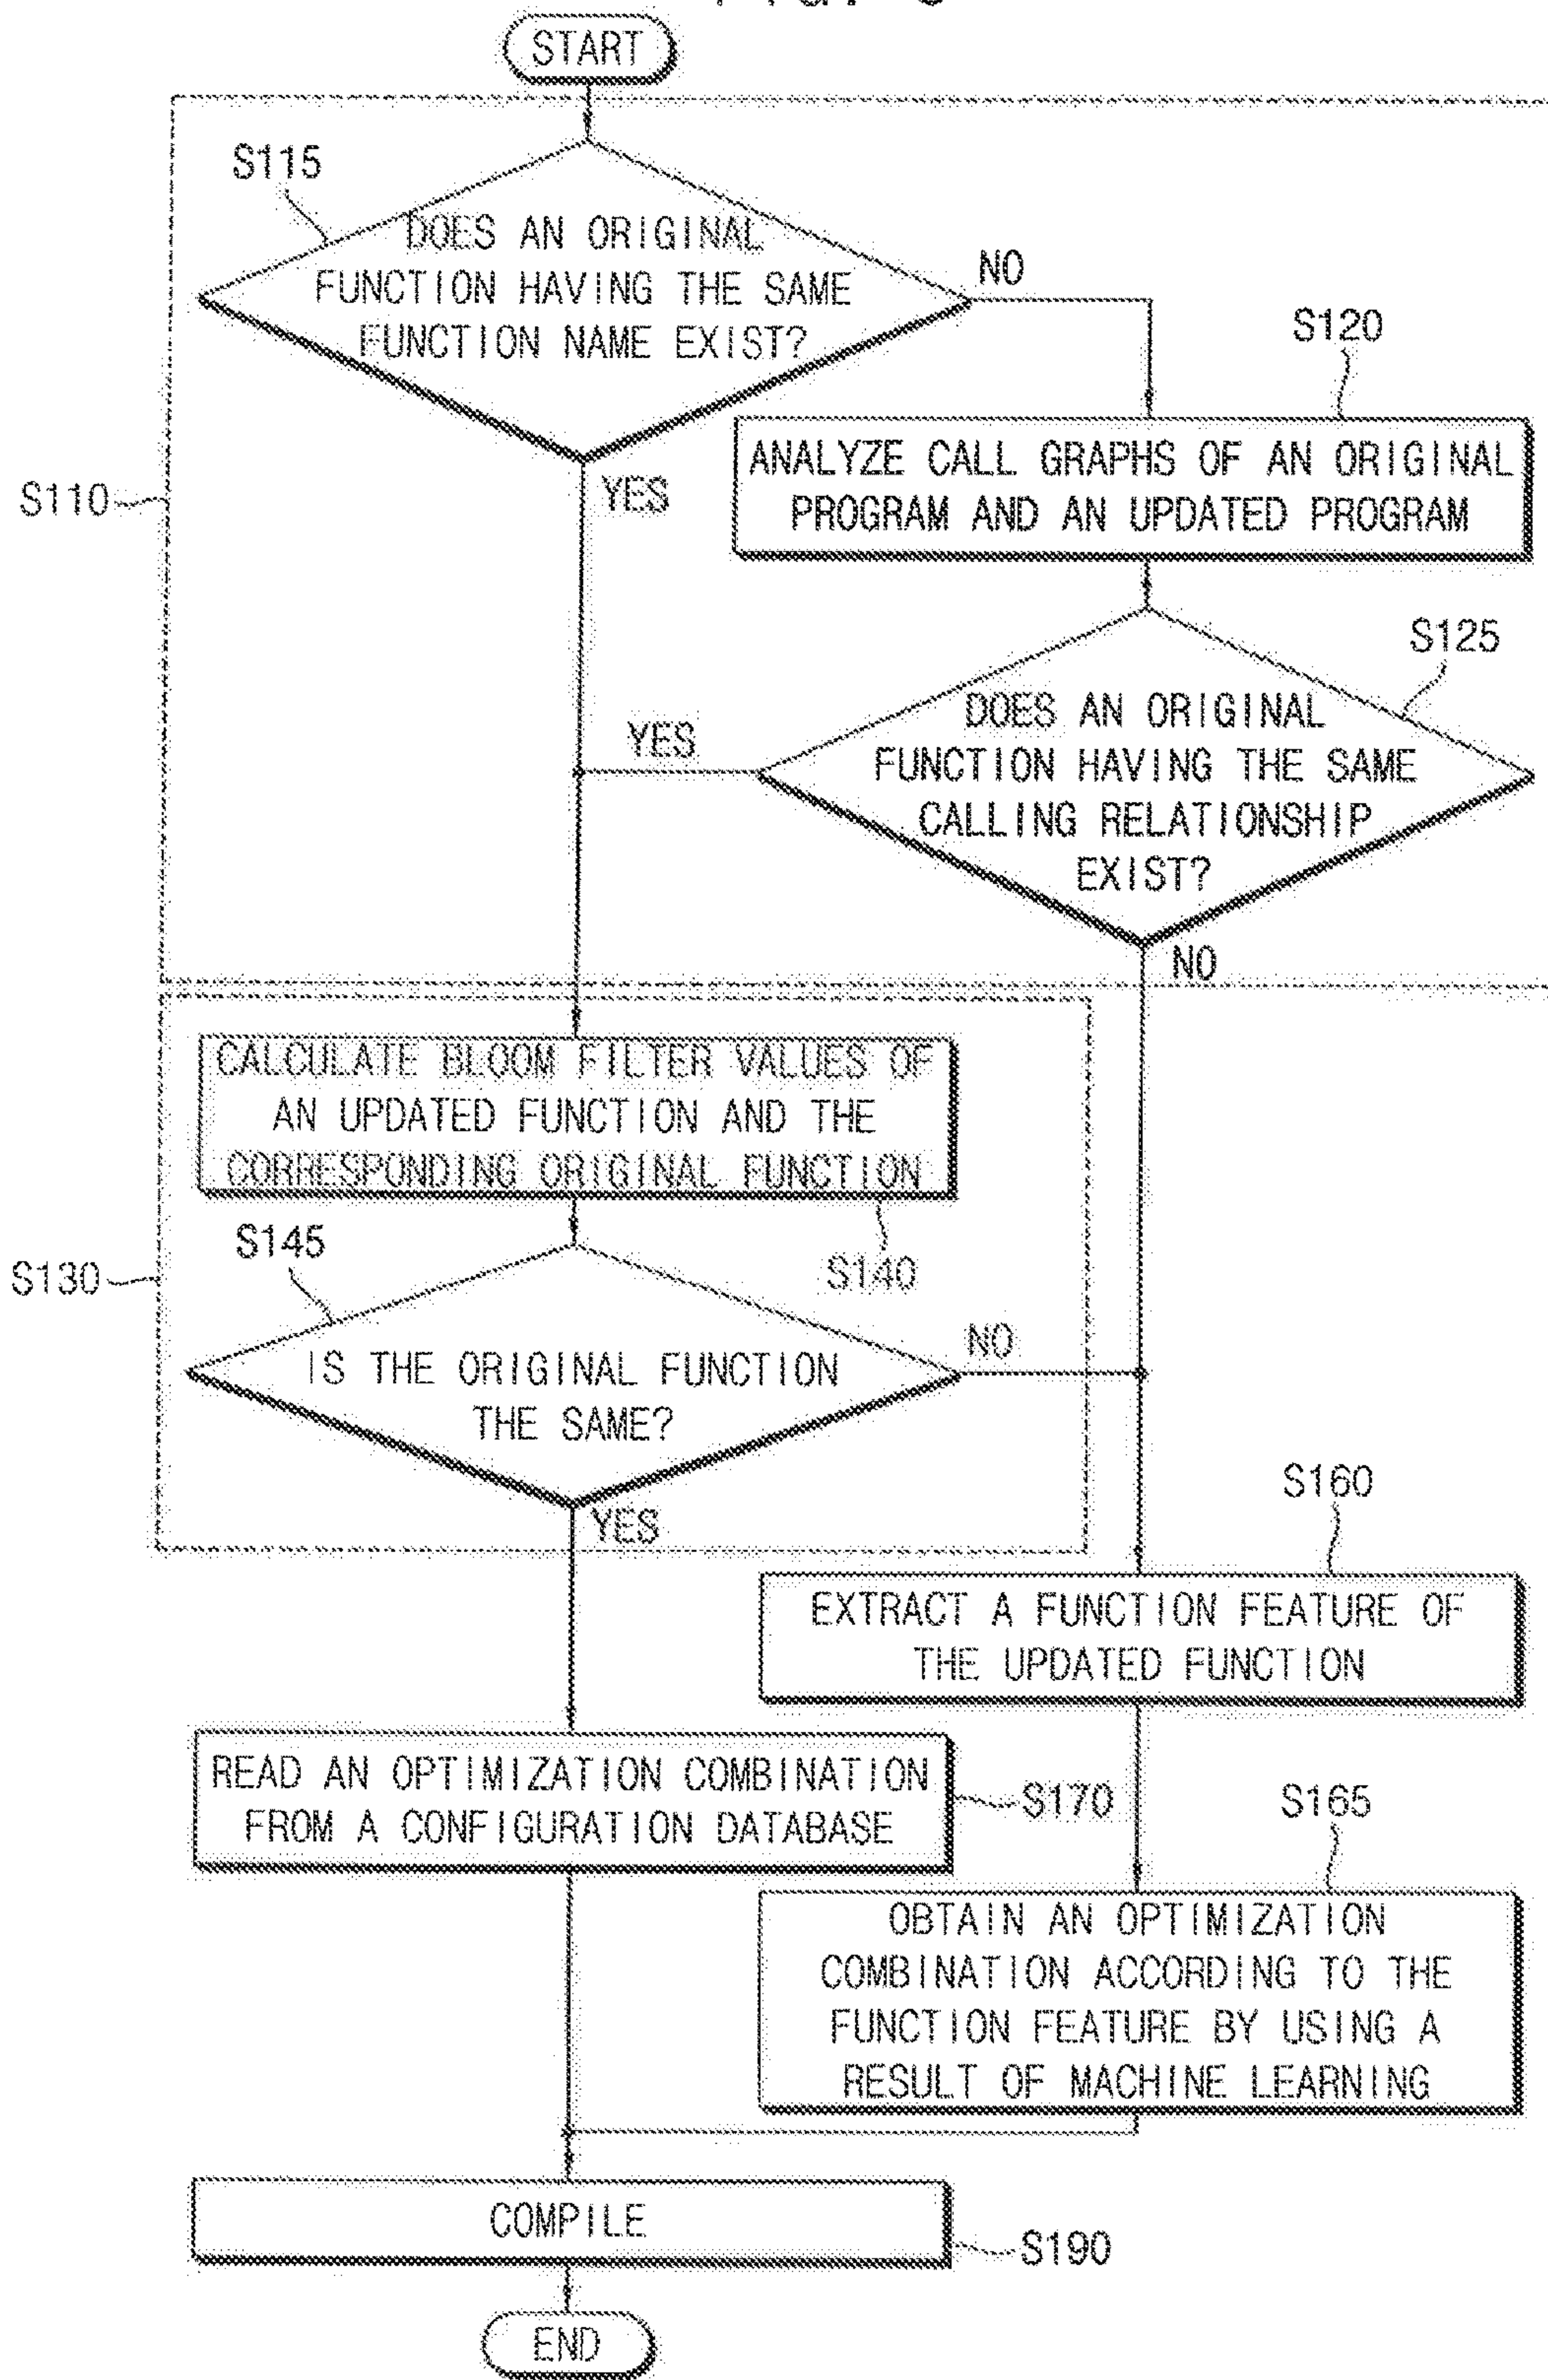 START
S115
DOES AN ORIGINAL
FUNCTION HAVING THE SAME
FUNCTION NAME EXIST?
NO
S120
YES
ANALYZE CALL GRAPHS OF AN ORIGINAL
PROGRAM AND AN UPDATED PROGRAM
S110
S125
YES
DOES AN ORIGINAL
FUNCTION HAVING THE SAME
CALLING RELATIONSHIP
EXIST?
NO
CALCULATE BLOOM FILTER VALUES OF
AN UPDATED FUNCTION AND THE
CORRESPONDING ORIGINAL FUNCTION
S145
S140
S130
NO
IS THE ORIGINAL FUNCTION
THE SAME?
YES
S160
EXTRACT A FUNCTION FEATURE OF
THE UPDATED FUNCTION
READ AN OPTIMIZATION COMBINATION
FROM A CONFIGURATION DATABASE
S170
S165
OBTAIN AN OPTIMIZATION
COMBINATION ACCORDING TO THE
FUNCTION FEATURE BY USING A
RESULT OF MACHINE LEARNING
COMPILE
S190
END